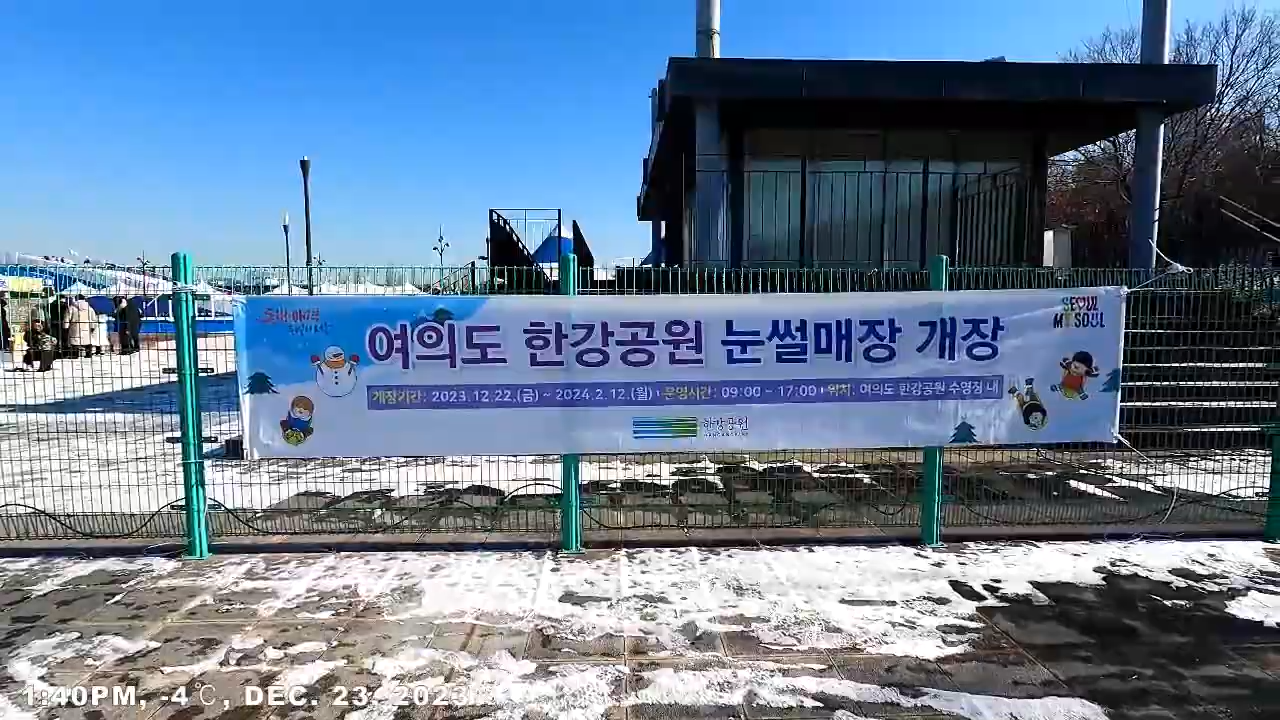 여의도 한강공원 눈썰매장 개장
SEOUL
MY SOUL
개장기간: 2023.12.22.(금) ~ 2024.2.12.(월) 운영시간: 09:00 ~ 17:00 위치: 여의도 한강공원 수영장 내
한강공원
1:40PM, -4℃, DEC. 23, 2023